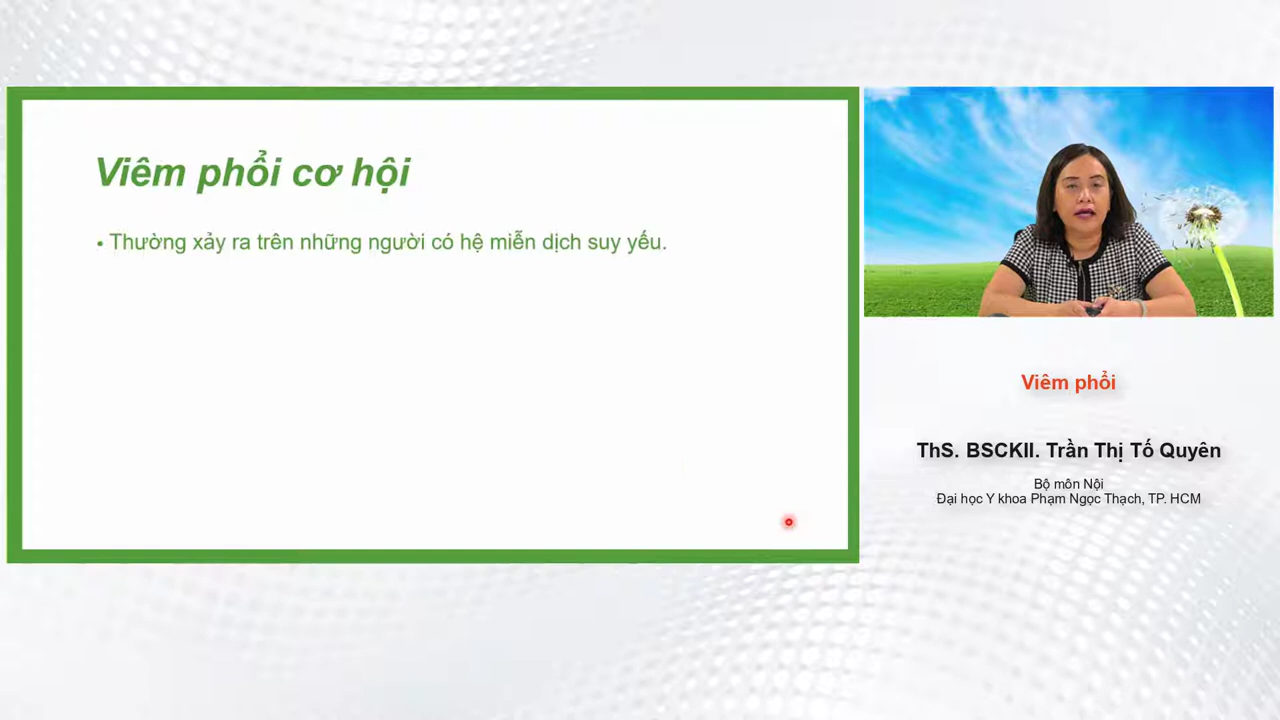 Viêm phổi cơ hội
• Thường xảy ra trên những người có hệ miễn dịch suy yếu.
Viêm phổi
ThS. BSCKII. Trần Thị Tố Quyên
Bộ môn Nội
Đại học Y khoa Phạm Ngọc Thạch, TP. HCM